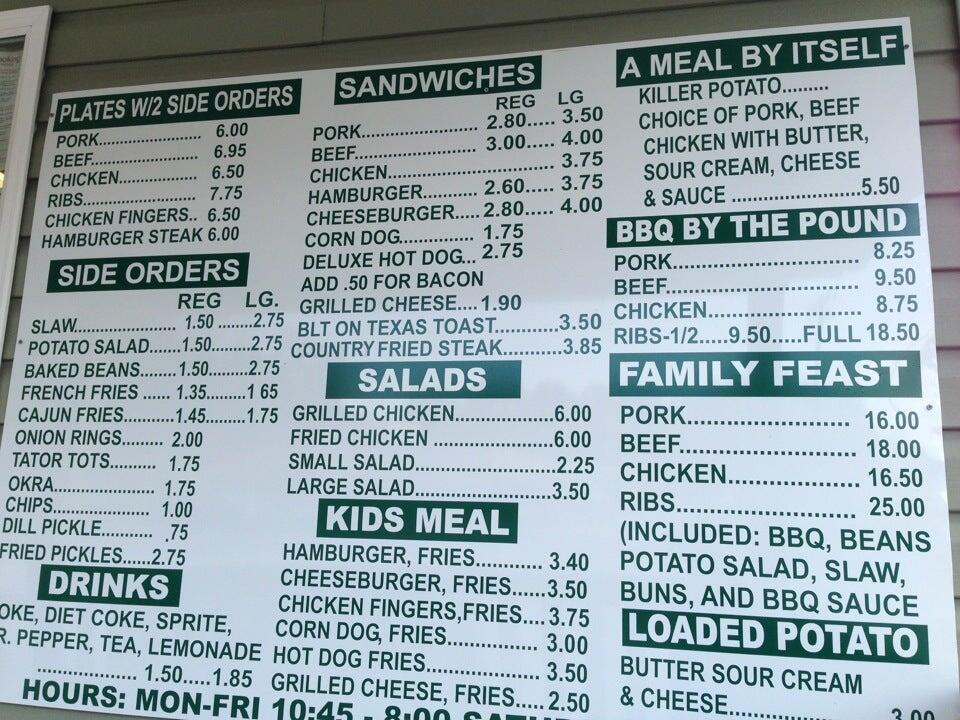 PLATES W/2 SIDE ORDERS
PORK....................... 6.00
BEEF........................ 6.95
CHICKEN................. 6.50
RIBS.......................... 7.75
CHICKEN FINGERS.. 6.50
HAMBURGER STEAK 6.00
SIDE ORDERS
REG LG.
SLAW...................... 1.50 ........2.75
POTATO SALAD.......1.50.........2.75
BAKED BEANS.........1.50.........2.75
FRENCH FRIES ...... 1.35.........1 65
CAJUN FRIES...........1.45.........1.75
ONION RINGS......... 2.00
TATOR TOTS.......... 1.75
OKRA...................... 1.75
CHIPS...................... 1.00
DILL PICKLE............ .75
FRIED PICKLES......2.75
DRINKS
OKE, DIET COKE, SPRITE,
R. PEPPER, TEA, LEMONADE
..................... 1.50.....1.85
SANDWICHES
REG LG
PORK......................... 2.80..... 3.50
BEEF.......................... 3.00..... 4.00
CHICKEN............................ 3.75
HAMBURGER.......... 2.60..... 3.75
CHEESEBURGER..... 2.80..... 4.00
CORN DOG............... 1.75
DELUXE HOT DOG... 2.75
ADD .50 FOR BACON
GRILLED CHEESE....1.90
BLT ON TEXAS TOAST.............3.50
COUNTRY FRIED STEAK...........3.85
SALADS
GRILLED CHICKEN................6.00
FRIED CHICKEN ...................6.00
SMALL SALAD......................2.25
LARGE SALAD......................3.50
KIDS MEAL
HAMBURGER, FRIES........... 3.40
CHEESEBURGER, FRIES.....3.50
CHICKEN FINGERS,FRIES....3.75
CORN DOG, FRIES............... 3.00
HOT DOG FRIES................... 3.50
GRILLED CHEESE, FRIES.... 2.50
A MEAL BY ITSELF
KILLER POTATO.........
CHOICE OF PORK, BEEF
CHICKEN WITH BUTTER,
SOUR CREAM, CHEESE
& SAUCE ...................5.50
BBQ BY THE POUND
PORK............................ 8.25
BEEF............................. 9.50
CHICKEN....................... 8.75
RIBS-1/2.....9.50.....FULL 18.50
FAMILY FEAST
PORK......................... 16.00
BEEF.......................... 18.00
CHICKEN.................... 16.50
RIBS........................... 25.00
(INCLUDED: BBQ, BEANS
POTATO SALAD, SLAW,
BUNS, AND BBQ SAUCE
LOADED POTATO
BUTTER SOUR CREAM
& CHEESE................ 3.00
HOURS: MON-FRI 10:45 - 8:00